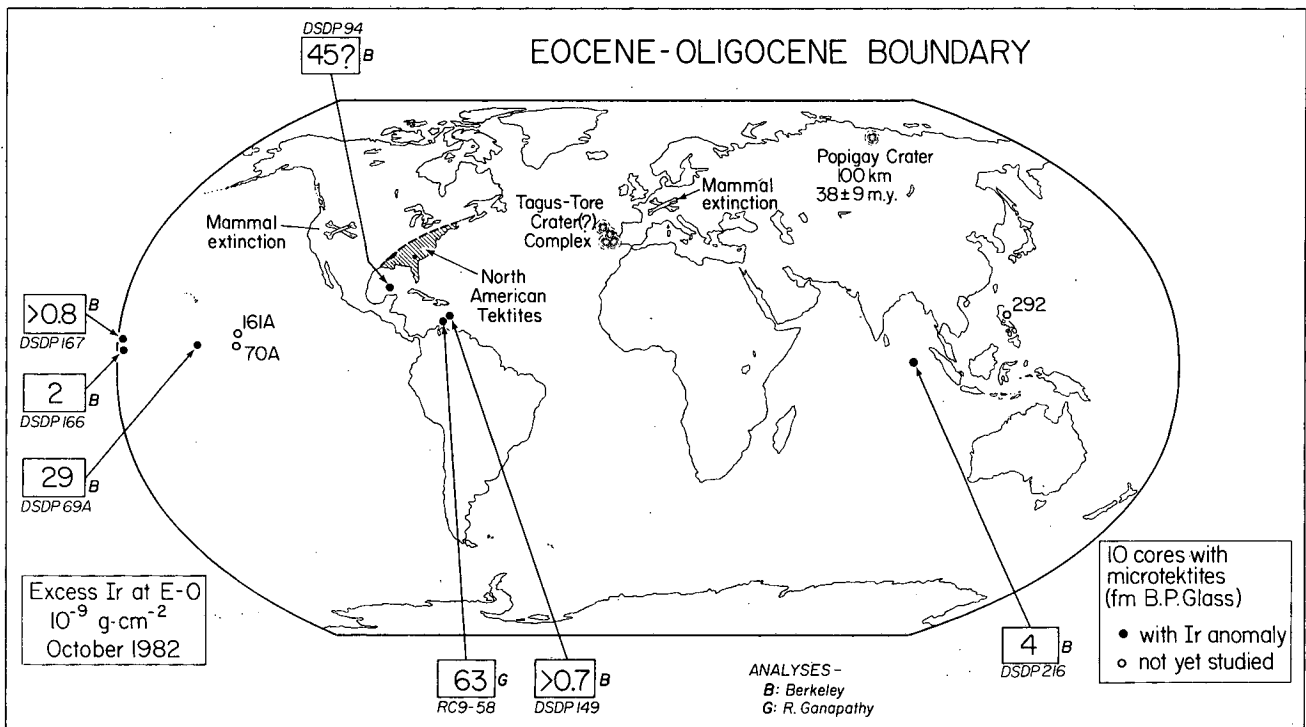 EOCENE-OLIGOCENE BOUNDARY
DSDP 94
45? B
Popigay Crater
100 km
38±9 m.y.
Mammal
extinction
Tagus-Tore
Crater(?)
Complex
Mammal
extinction
North
American
Tektites
>0.8 B
DSDP 167
161A
70A
292
2 B
DSDP 166
29 B
DSDP 69A
Excess Ir at E-O
10⁻⁹ g·cm⁻²
October 1982
63 G
RC9-58
>0.7 B
DSDP 149
ANALYSES –
B: Berkeley
G: R. Ganapathy
4 B
DSDP 216
10 cores with
microtektites
(fm B.P. Glass)
● with Ir anomaly
○ not yet studied